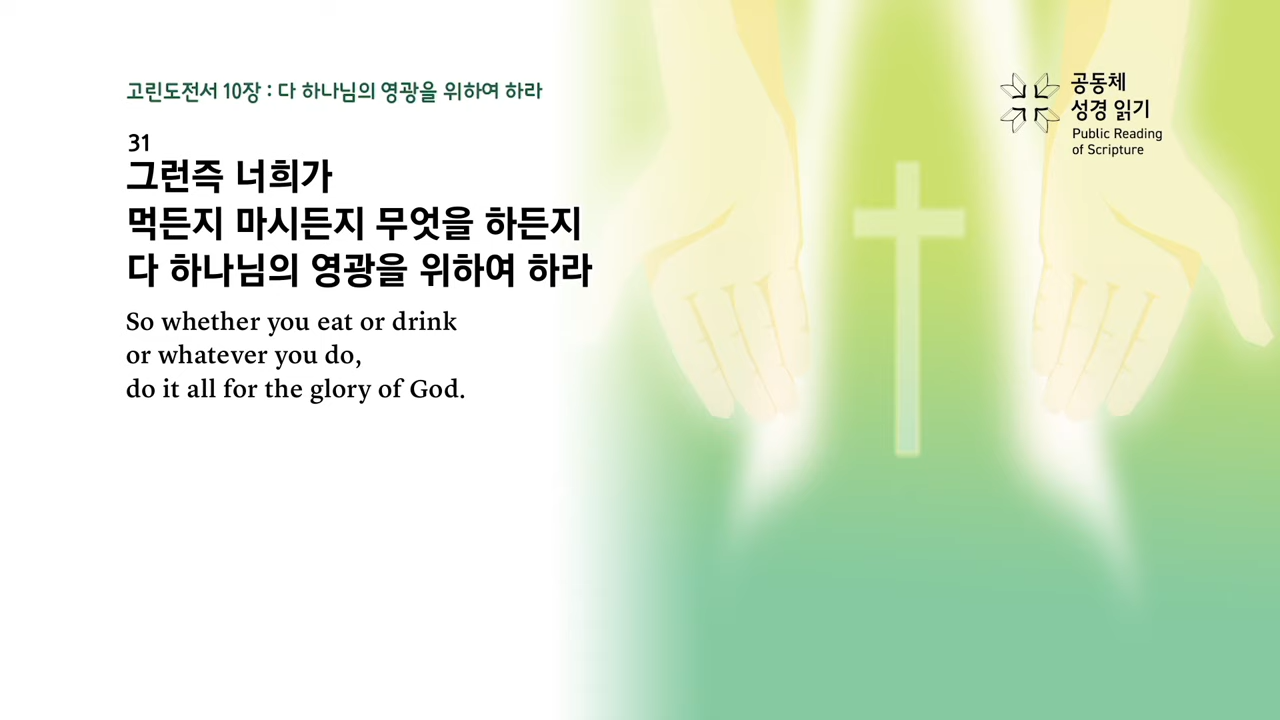 고린도전서 10장 : 다 하나님의 영광을 위하여 하라
공동체
성경 읽기
Public Reading
of Scripture
31
그런즉 너희가
먹든지 마시든지 무엇을 하든지
다 하나님의 영광을 위하여 하라
So whether you eat or drink
or whatever you do,
do it all for the glory of God.